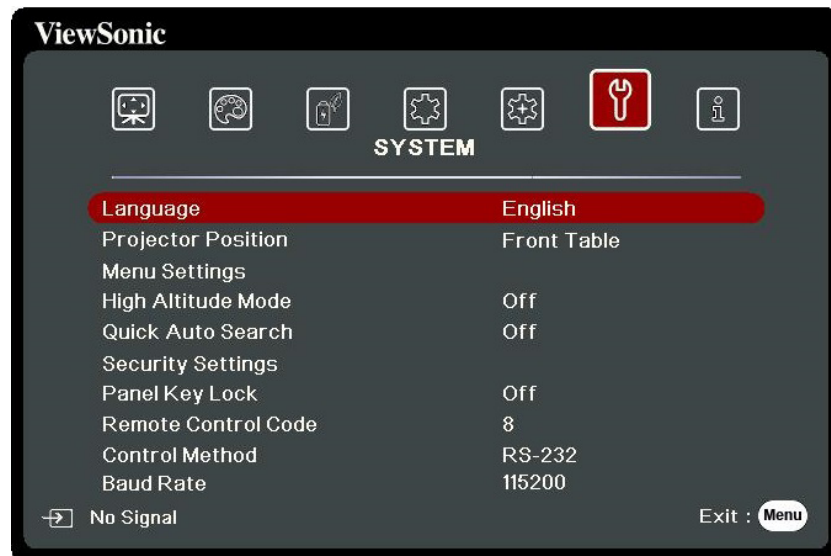 ViewSonic
SYSTEM
Language English
Projector Position Front Table
Menu Settings
High Altitude Mode Off
Quick Auto Search Off
Security Settings
Panel Key Lock Off
Remote Control Code 8
Control Method RS-232
Baud Rate 115200
No Signal Exit : Menu